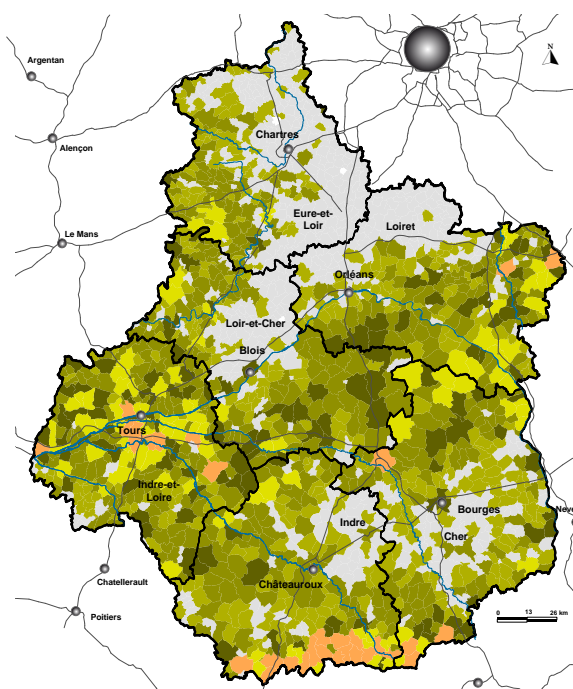 Argentan
N
Alençon
Chartres
Eure-et-
Loir
Loiret
Le Mans
Orléans
Loir-et-Cher
Blois
Tours
Indre-et-
Loire
Indre
Bourges
Cher
Neve
Châteauroux
Chatellerault
Poitiers
0 13 26 km